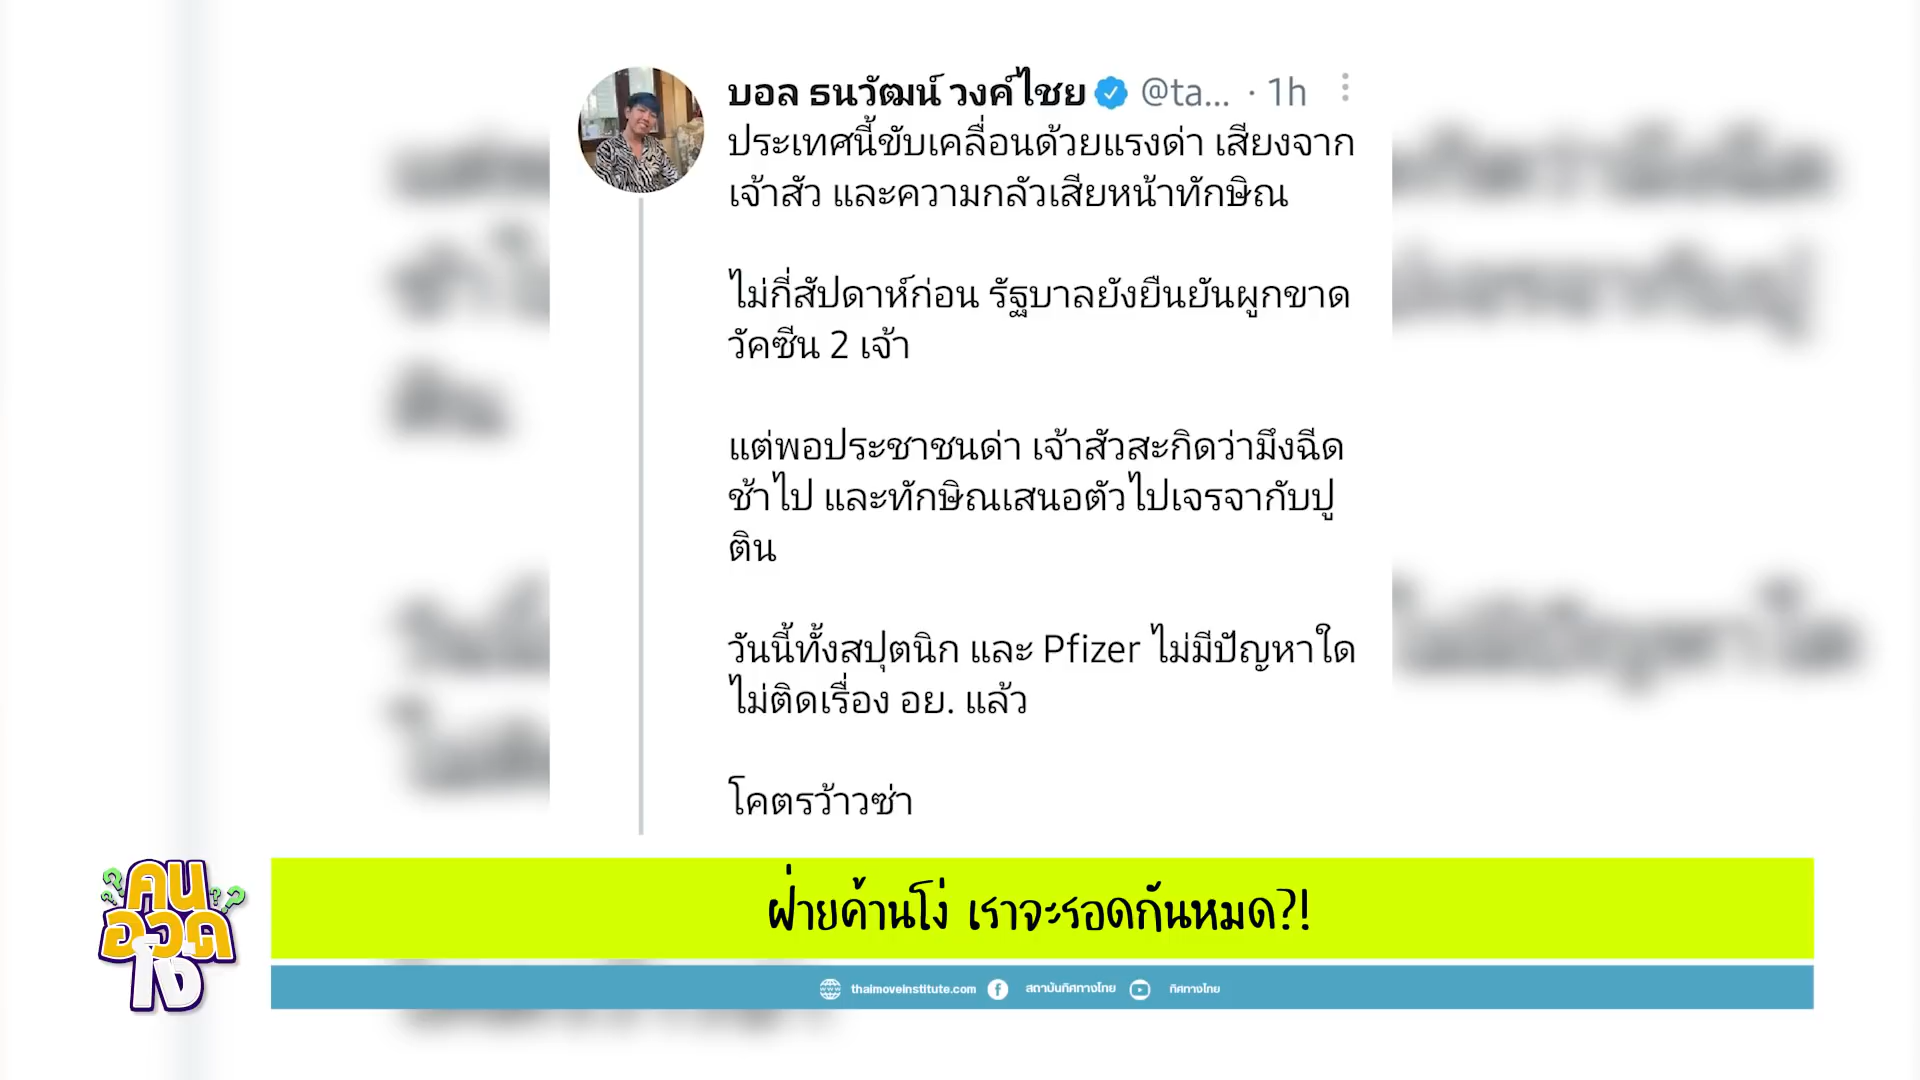 บอล ธนวัฒน์ วงค์ไชย @ta... · 1h
ประเทศนี้ขับเคลื่อนด้วยแรงด่า เสียงจาก
เจ้าสัว และความกลัวเสียหน้าทักษิณ
ไม่กี่สัปดาห์ก่อน รัฐบาลยังยืนยันผูกขาด
วัคซีน 2 เจ้า
แต่พอประชาชนด่า เจ้าสัวสะกิดว่ามึงฉีด
ช้าไป และทักษิณเสนอตัวไปเจรจากับปู
ติน
วันนี้ทั้งสปุตนิก และ Pfizer ไม่มีปัญหาใด
ไม่ติดเรื่อง อย. แล้ว
โคตรว้าวซ่า
คนอวดโง่
ฝ่ายค้านโง่ เราจะรอดกันหมด?!
thaimoveinstitute.com สถาบันทิศทางไทย ทิศทางไทย